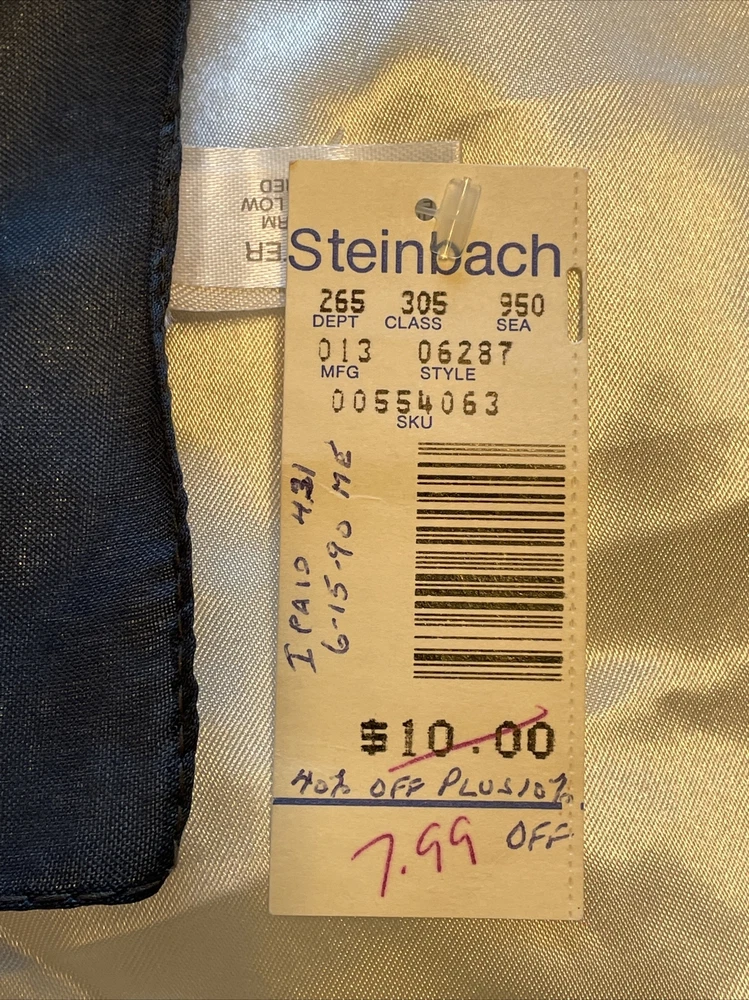 Steinbach
265 305 950
DEPT CLASS SEA
013 06287
MFG STYLE
00554063
SKU
I PAID 4.31
6-15-90 ME
$10.00
40% OFF PLUS 10%
OFF
7.99
LOW